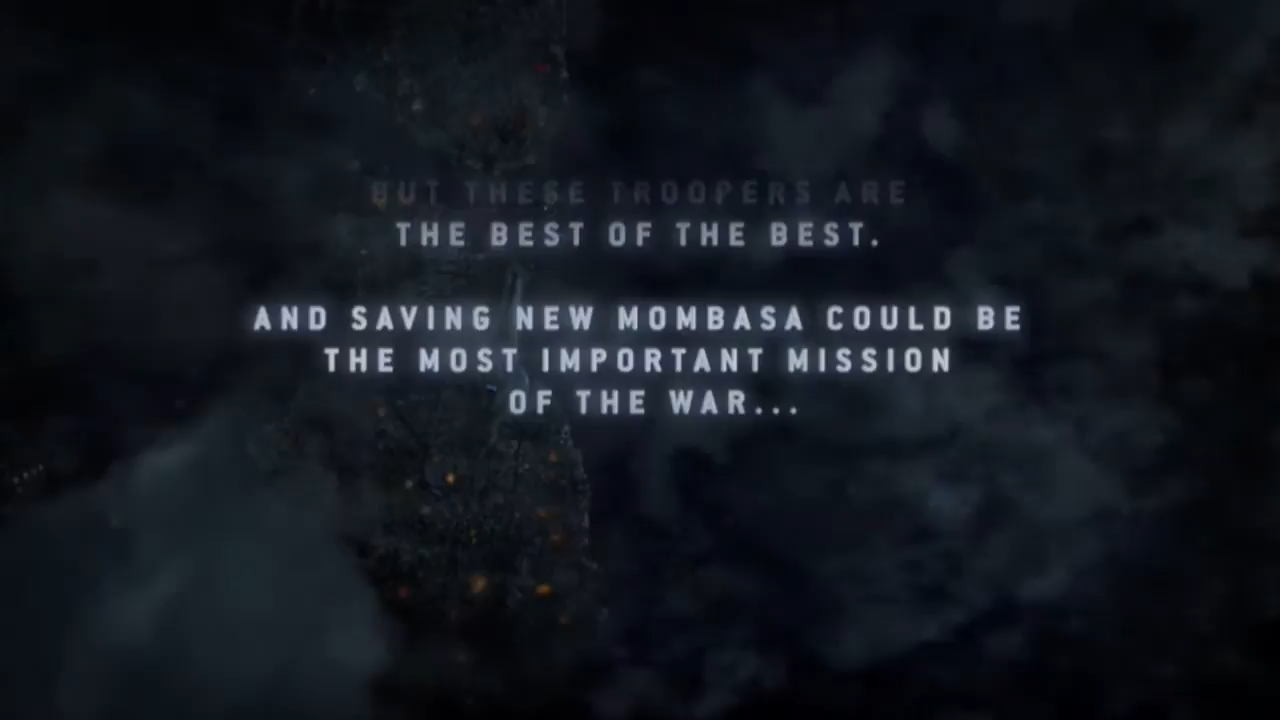 BUT THESE TROOPERS ARE
THE BEST OF THE BEST.
AND SAVING NEW MOMBASA COULD BE
THE MOST IMPORTANT MISSION
OF THE WAR...